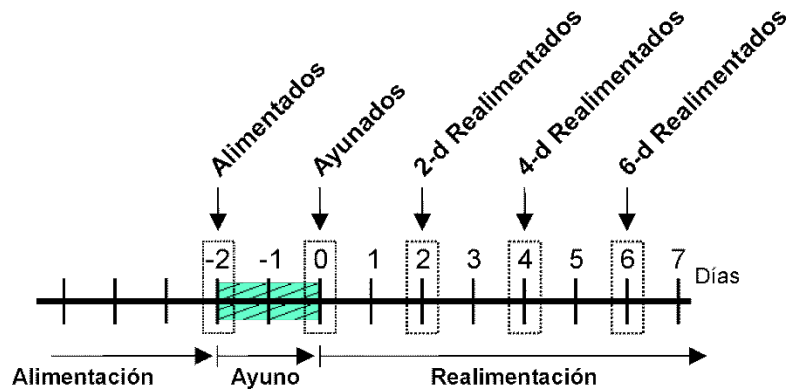 Alimentados
Ayunados
2-d Realimentados
4-d Realimentados
6-d Realimentados
-2 -1 0 1 2 3 4 5 6 7 Días
Alimentación Ayuno Realimentación